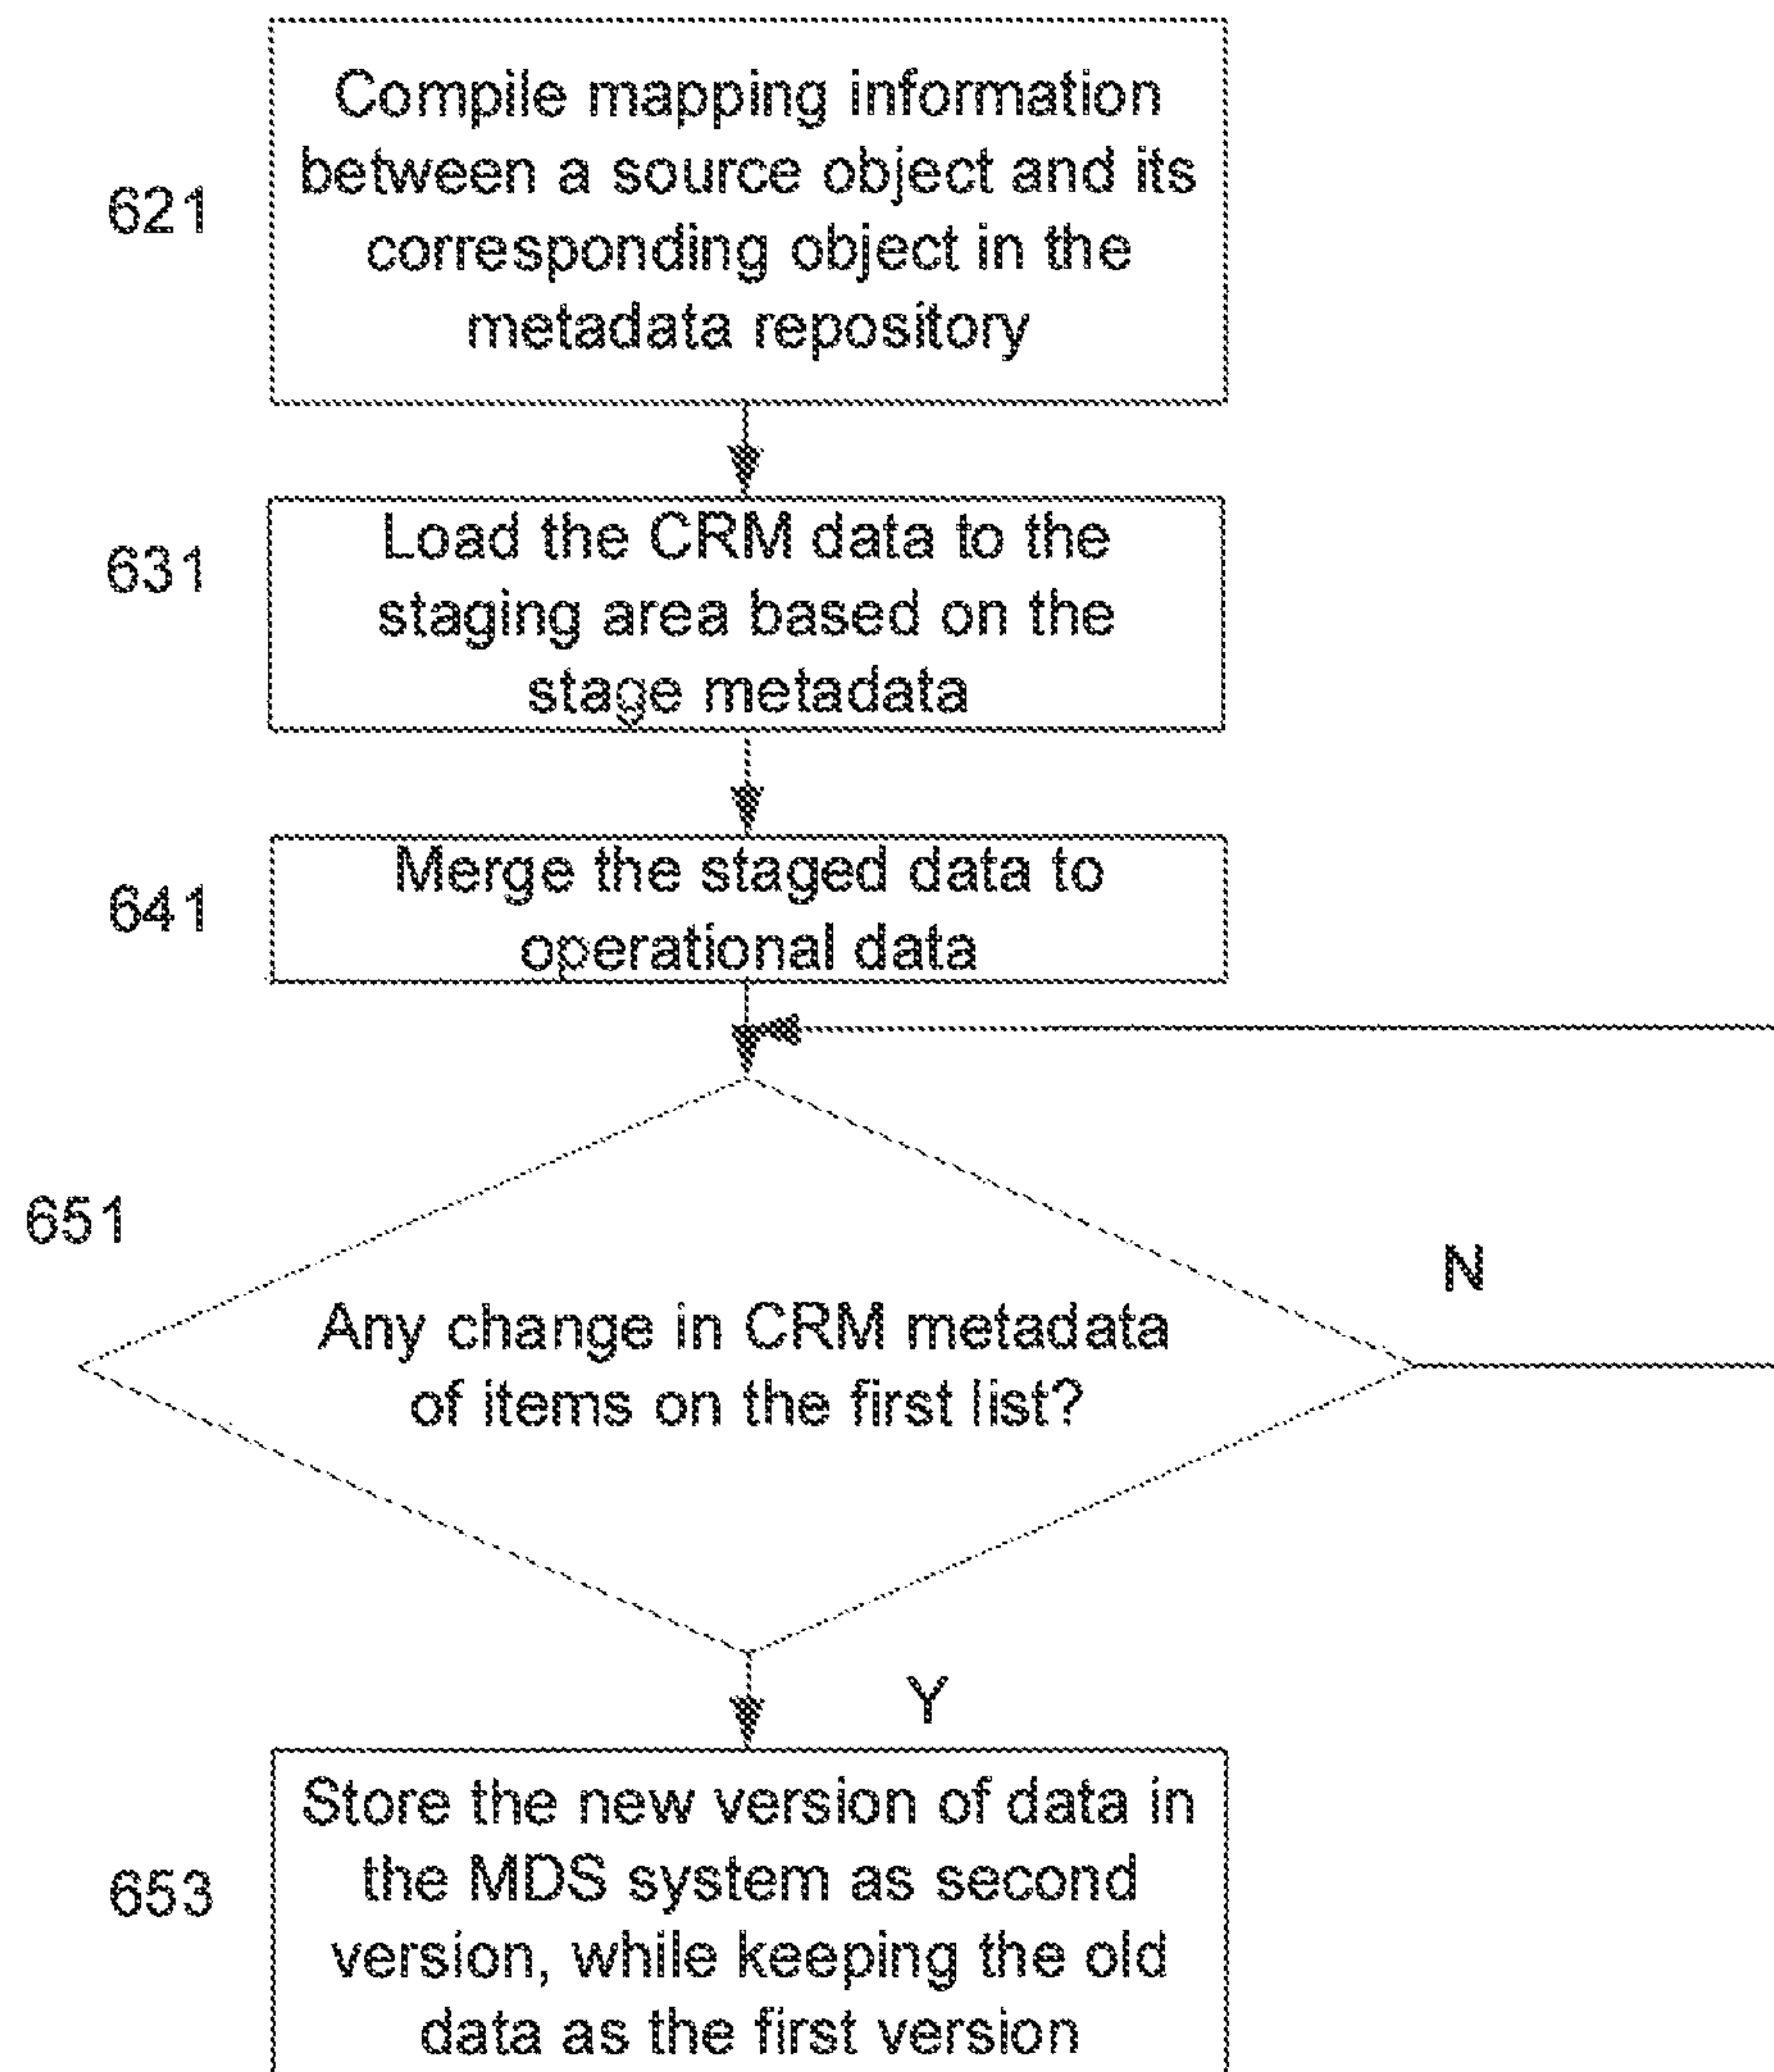 Compile mapping information
between a source object and its
corresponding object in the
metadata repository
621
Load the CRM data to the
staging area based on the
stage metadata
631
Merge the staged data to
operational data
641
651
Any change in CRM metadata
of items on the first list?
N
Y
Store the new version of data in
the MDS system as second
version, while keeping the old
data as the first version
653